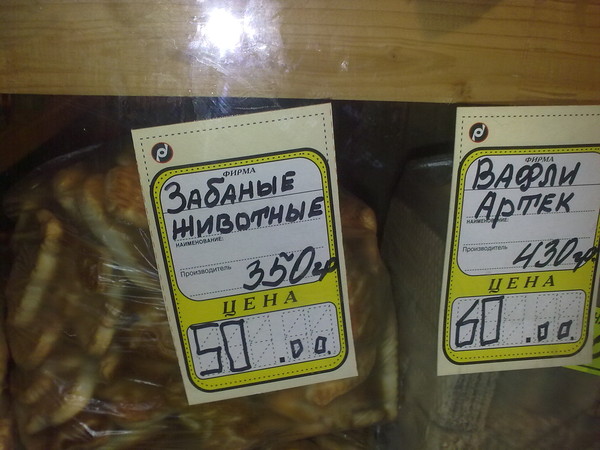 ФИРМА
ЗАБАНЫЕ
ЖИВОТНЫЕ
НАИМЕНОВАНИЕ:
Производитель
350гр
ЦЕНА
50.00
ФИРМА
ВАФЛИ
АРТЕК
НАИМЕНОВАНИЕ:
Производитель
430гр.
ЦЕНА
60.00